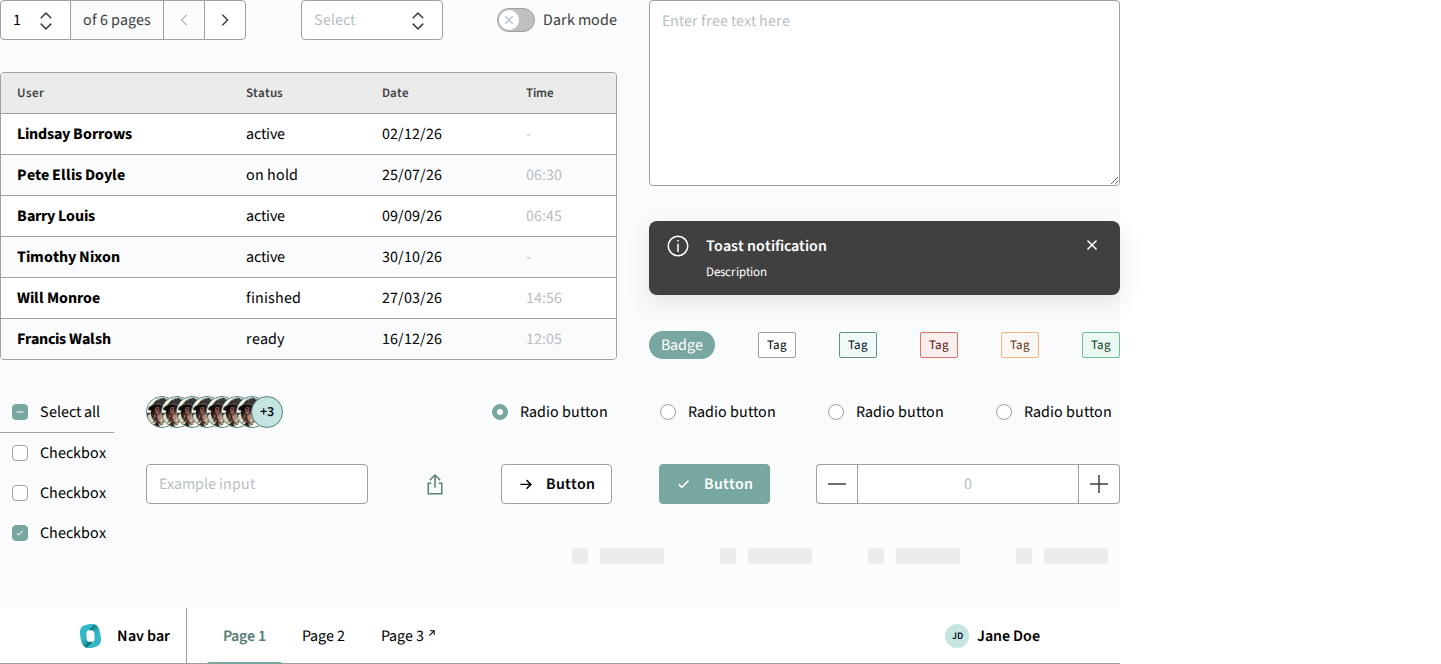 1 of 6 pages Select Dark mode
Enter free text here
User Status Date Time
Lindsay Borrows active 02/12/26 -
Pete Ellis Doyle on hold 25/07/26 06:30
Barry Louis active 09/09/26 06:45
Timothy Nixon active 30/10/26 -
Will Monroe finished 27/03/26 14:56
Francis Walsh ready 16/12/26 12:05
Toast notification
Description
Badge Tag Tag Tag Tag Tag
Select all +3 Radio button Radio button Radio button Radio button
Checkbox
Example input Button Button 0
Checkbox
Checkbox
Nav bar Page 1 Page 2 Page 3 ↗ JD Jane Doe